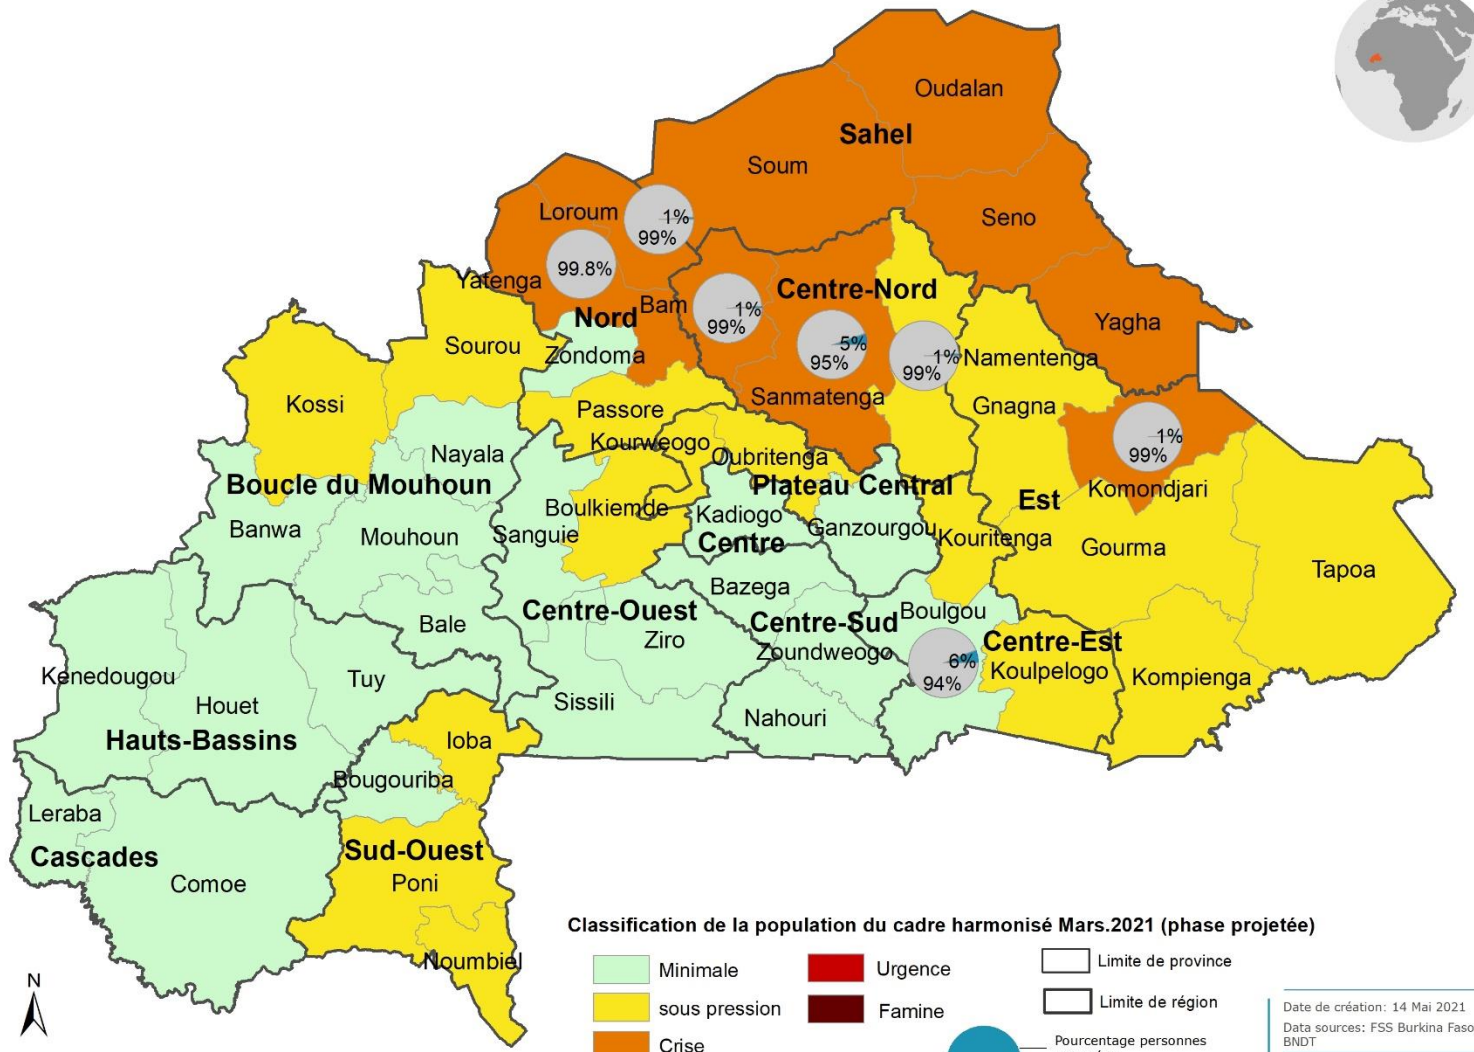 Oudalan
Sahel
Soum
Loroum
Seno
1%
99%
99.8%
Yatenga
Centre-Nord
Bam
Nord
1%
99%
Yagha
Sourou
Zondoma
5%
95%
1%
99%
Namentenga
Sanmatenga
Kossi
Passore
Gnagna
Kourweogo
1%
99%
Nayala
Oubritenga
Boucle du Mouhoun
Plateau Central
Komondjari
Est
Boulkiemde
Kadiogo
Banwa
Mouhoun
Sanguie
Ganzourgou
Kouritenga
Gourma
Centre
Tapoa
Bazega
Centre-Ouest
Boulgou
Bale
Centre-Sud
Ziro
Centre-Est
Zoundweogo
6%
94%
Koulpelogo
Kenedougou
Tuy
Kompienga
Houet
Sissili
Nahouri
Hauts-Bassins
Ioba
Bougouriba
Leraba
Cascades
Sud-Ouest
Comoe
Poni
Noumbiel
N
Classification de la population du cadre harmonisé Mars.2021 (phase projetée)
Minimale
sous pression
Crise
Urgence
Famine
Limite de province
Limite de région
Pourcentage personnes
Date de création: 14 Mai 2021
Data sources: FSS Burkina Faso
BNDT